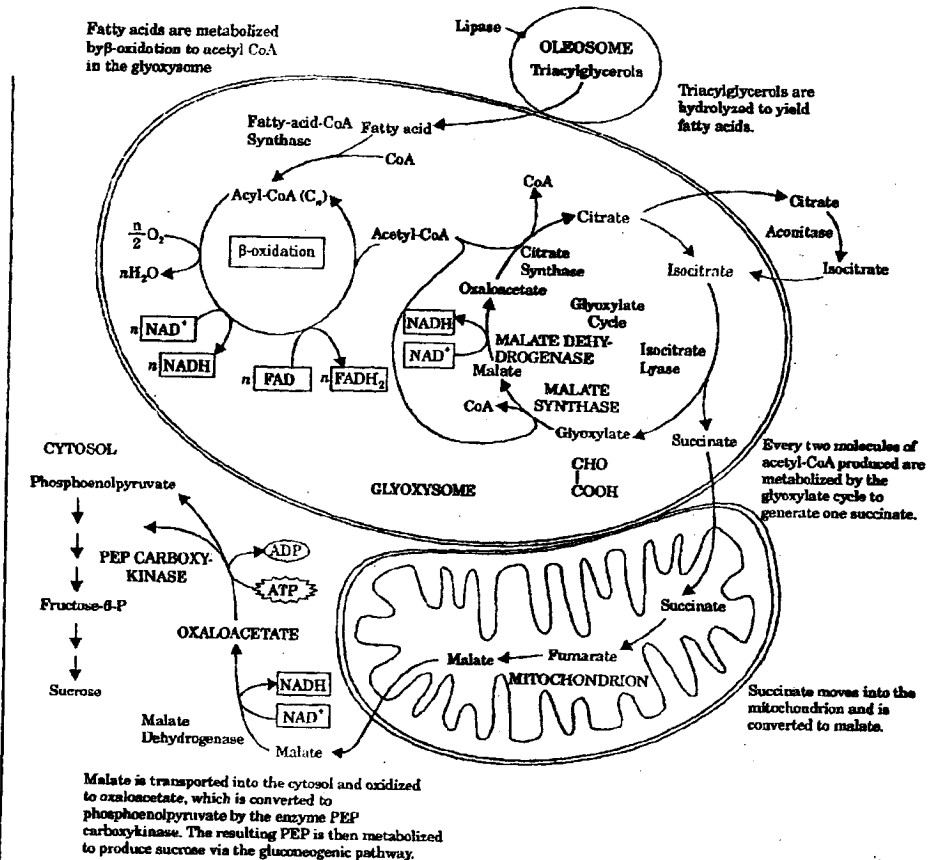 Fatty acids are metabolized
byβ-oxidation to acetyl CoA
in the glyoxysome
Lipase
OLEOSOME
Triacylglycerols
Triacylglycerols are
hydrolyzed to yield
fatty acids.
Fatty-acid-CoA
Synthase
Fatty acid
CoA
Acyl-CoA (Cn)
n/2 O2
nH2O
β-oxidation
n NAD+
n NADH
n FAD
n FADH2
Acetyl-CoA
CoA
Citrate
Citrate
Aconitase
Isocitrate
Isocitrate
Citrate
Synthase
Oxaloacetate
Glyoxylate
Cycle
NADH
NAD+
MALATE DEHY-
DROGENASE
Malate
Isocitrate
Lyase
MALATE
SYNTHASE
CoA
Glyoxylate
Succinate
CHO
COOH
GLYOXYSOME
Every two molecules of
acetyl-CoA produced are
metabolized by the
glyoxylate cycle to
generate one succinate.
CYTOSOL
Phosphoenolpyruvate
PEP CARBOXY-
KINASE
ADP
ATP
Fructose-6-P
OXALOACETATE
Sucrose
NADH
NAD+
Malate
Dehydrogenase
Malate
Succinate
Fumarate
Malate
MITOCHONDRION
Succinate moves into the
mitochondrion and is
converted to malate.
Malate is transported into the cytosol and oxidized
to oxaloacetate, which is converted to
phosphoenolpyruvate by the enzyme PEP
carboxykinase. The resulting PEP is then metabolized
to produce sucrose via the gluconeogenic pathway.